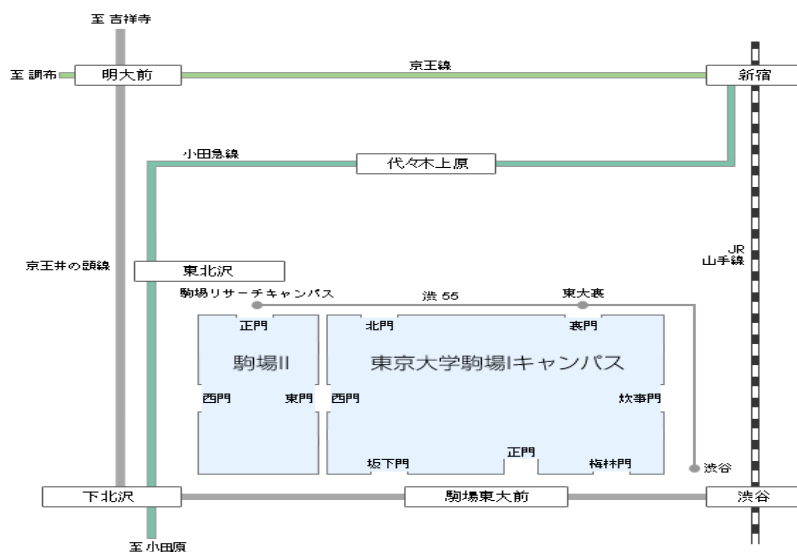 至 吉祥寺
至 調布
明大前
京王線
新宿
小田急線
代々木上原
JR
山手線
京王井の頭線
東北沢
駒場リサーチキャンパス
渋 55
東大裏
正門
北門
裏門
駒場II
東京大学駒場Iキャンパス
西門
東門
西門
炊事門
坂下門
正門
梅林門
渋谷
下北沢
駒場東大前
渋谷
至 小田原